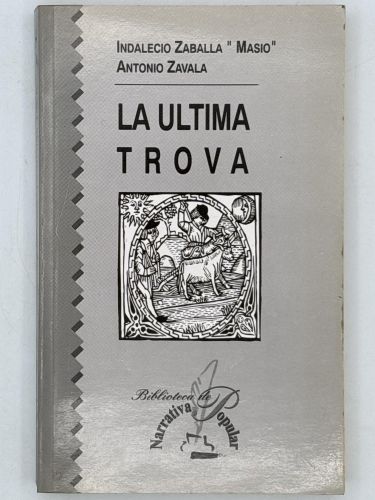 INDALECIO ZABALLA " MASIO"
ANTONIO ZAVALA
LA ULTIMA
TROVA
Biblioteca de
Narrativa Popular